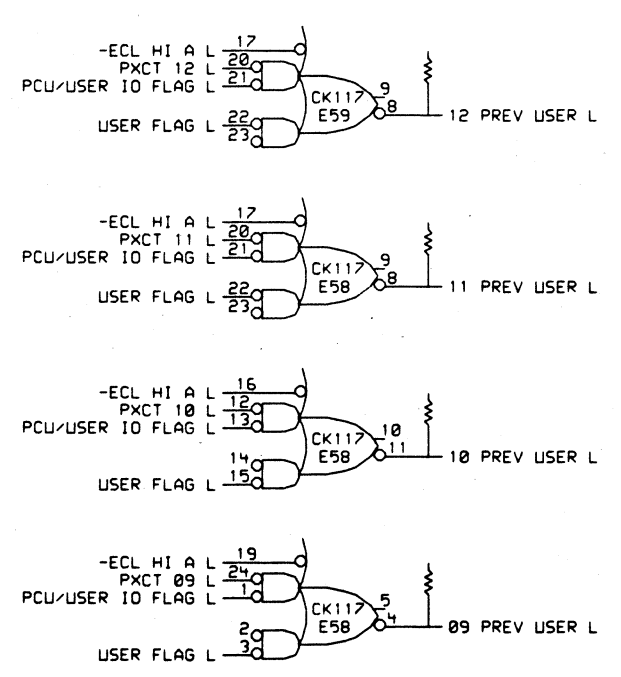 -ECL HI A L 17
PXCT 12 L 20
PCU/USER IO FLAG L 21
CK117 9
E59 8
12 PREV USER L
USER FLAG L 22
23
-ECL HI A L 17
PXCT 11 L 20
PCU/USER IO FLAG L 21
CK117 9
E58 8
11 PREV USER L
USER FLAG L 22
23
-ECL HI A L 16
PXCT 10 L 12
PCU/USER IO FLAG L 13
CK117 10
E58 11
10 PREV USER L
14
USER FLAG L 15
-ECL HI A L 19
PXCT 09 L 24
PCU/USER IO FLAG L 1
CK117 5
E58 4
09 PREV USER L
2
USER FLAG L 3